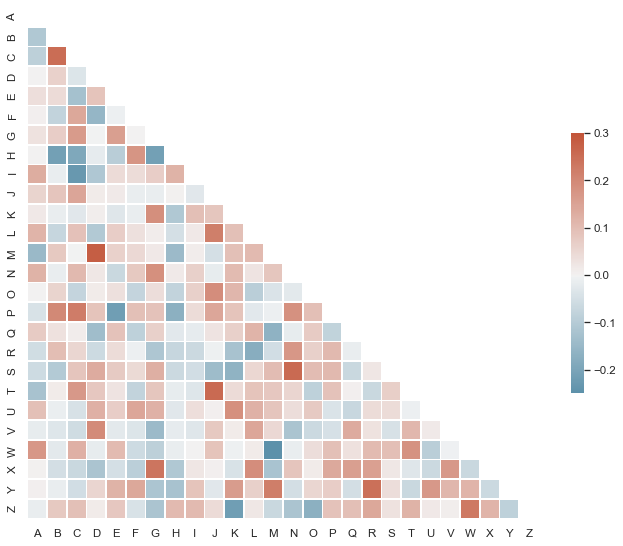 A
B
C
D
E
F
G
H
I
J
K
L
M
N
O
P
Q
R
S
T
U
V
W
X
Y
Z
A B C D E F G H I J K L M N O P Q R S T U V W X Y Z
0.3
0.2
0.1
0.0
−0.1
−0.2